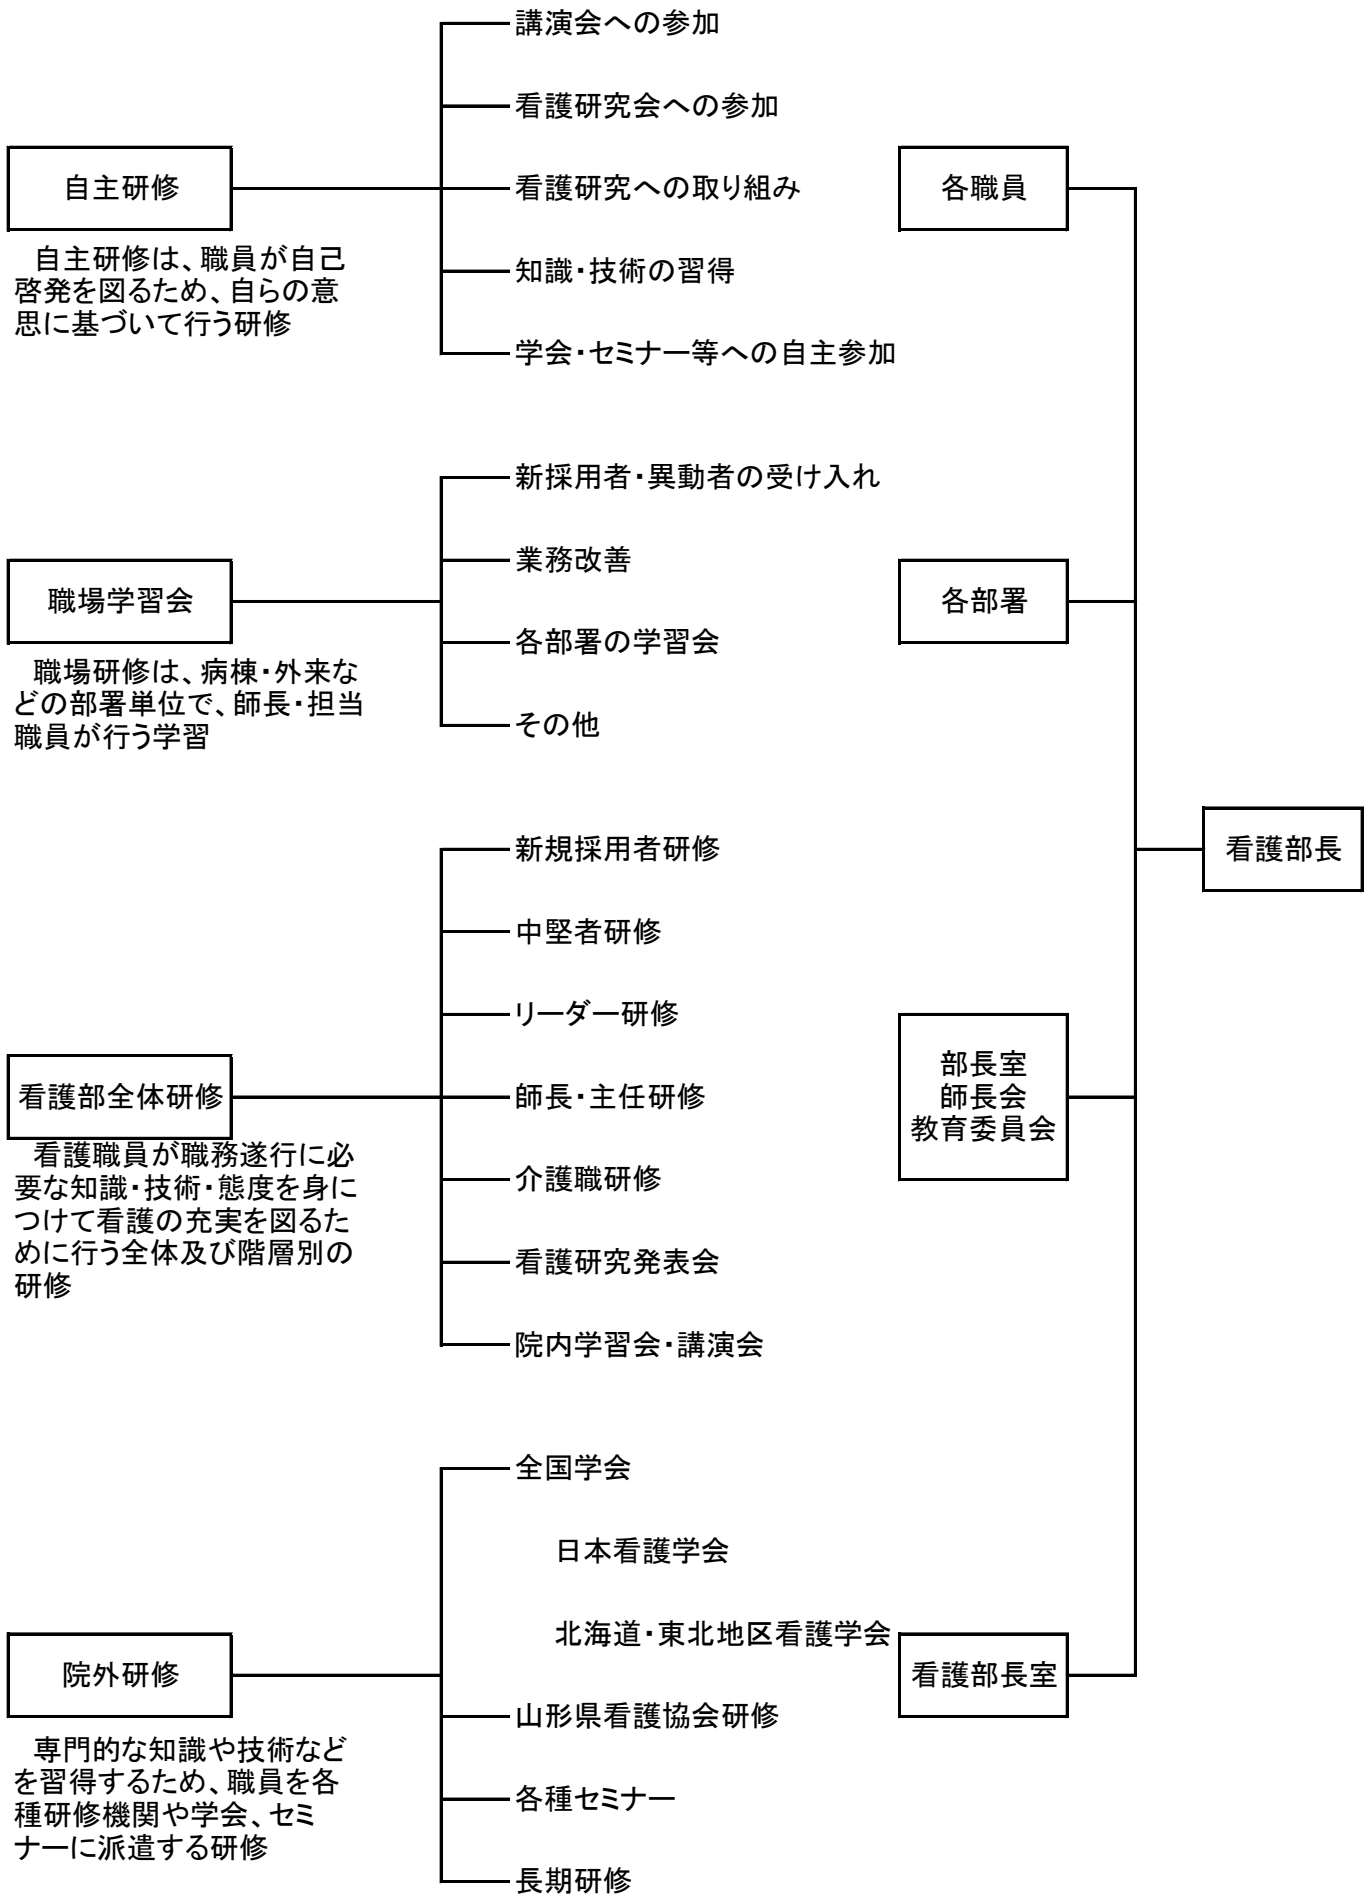 講演会への参加
看護研究会への参加
自主研修
看護研究への取り組み
各職員
自主研修は、職員が自己
啓発を図るため、自らの意
思に基づいて行う研修
知識・技術の習得
学会・セミナー等への自主参加
新採用者・異動者の受け入れ
業務改善
職場学習会
各部署
各部署の学習会
職場研修は、病棟・外来な
どの部署単位で、師長・担当
職員が行う学習
その他
新規採用者研修
看護部長
中堅者研修
リーダー研修
看護部全体研修
師長・主任研修
部長室
師長会
教育委員会
看護職員が職務遂行に必
要な知識・技術・態度を身に
つけて看護の充実を図るた
めに行う全体及び階層別の
研修
介護職研修
看護研究発表会
院内学習会・講演会
全国学会
日本看護学会
北海道・東北地区看護学会
院外研修
看護部長室
山形県看護協会研修
専門的な知識や技術など
を習得するため、職員を各
種研修機関や学会、セミ
ナーに派遣する研修
各種セミナー
長期研修